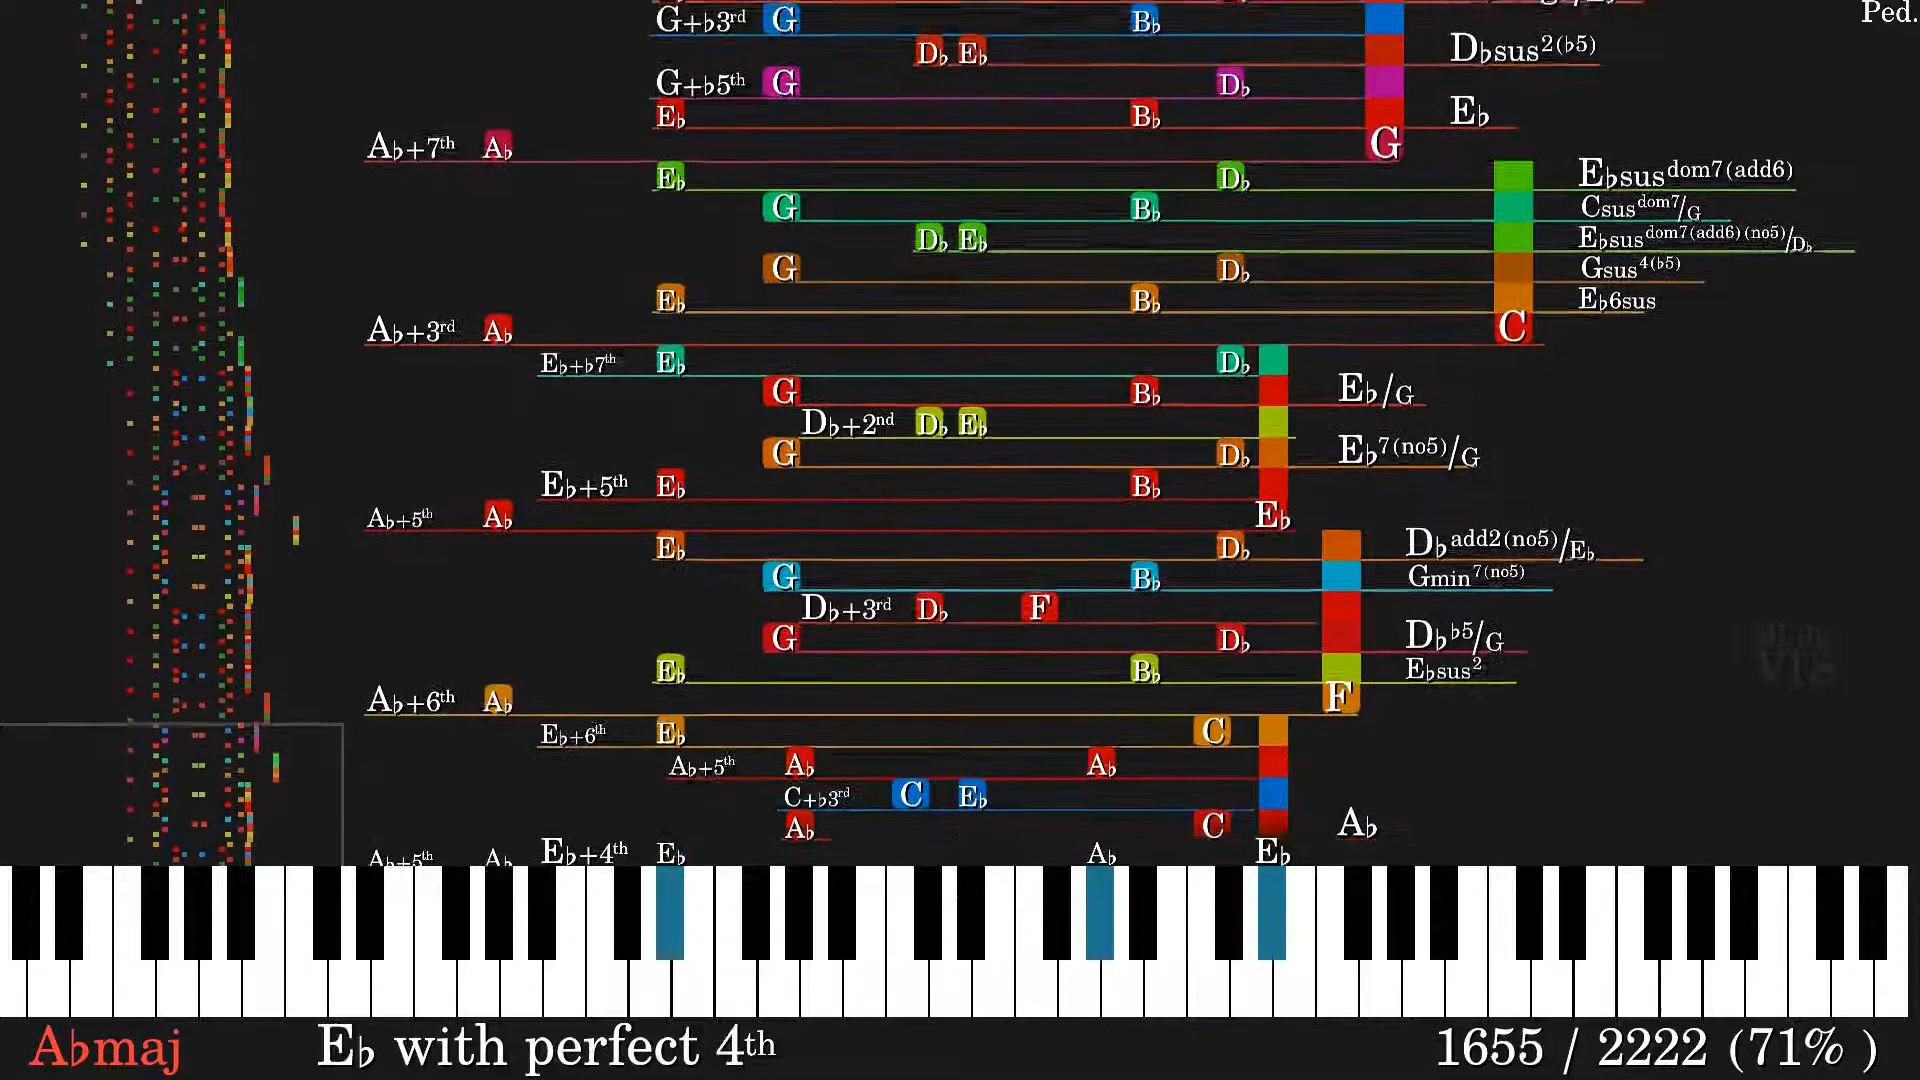 Ped.
G+♭3rd G B♭
D♭ E♭ D♭sus2(♭5)
G+♭5th G D♭
E♭ B♭ E♭
A♭+7th A♭ G
E♭ D♭ E♭susdom7(add6)
G B♭ Csusdom7/G
D♭ E♭ E♭susdom7(add6)(no5)/D♭
G D♭ Gsus4(♭5)
E♭ B♭ E♭6sus
A♭+3rd A♭ C
E♭+♭7th E♭ D♭
G B♭ E♭/G
D♭+2nd D♭ E♭
G D♭ E♭7(no5)/G
E♭+5th E♭ B♭
A♭+5th A♭ E♭
E♭ D♭ D♭add2(no5)/E♭
G B♭ Gmin7(no5)
D♭+3rd D♭ F
G D♭ D♭♭5/G
E♭ B♭ E♭sus2
A♭+6th A♭ F
E♭+6th E♭ C
A♭+5th A♭ A♭
C+♭3rd C E♭
A♭ C A♭
A♭+5th A♭ E♭+4th E♭ A♭ E♭
A♭maj E♭ with perfect 4th 1655 / 2222 (71% )